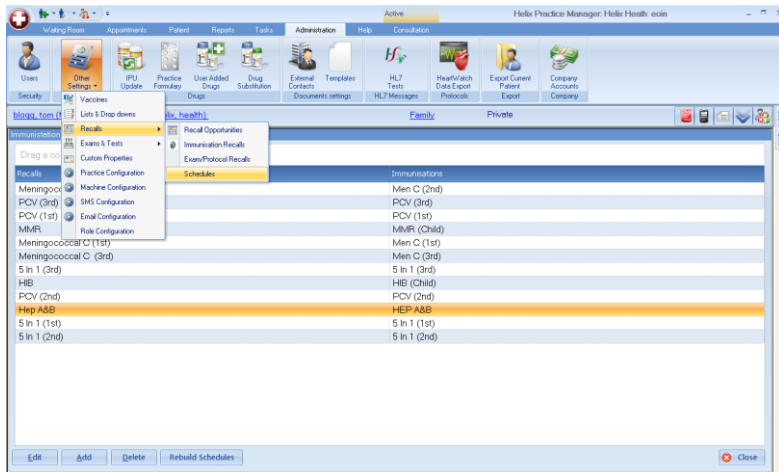 Active
Helix Practice Manager: Helix Heath: eoin
Waiting Room Appointments Patient Reports Tasks Administration Help Consultation
Users
Other Settings
IPU Update
Practice Formulary
User Added Drugs
Drug Substitution
External Contacts
Templates
HL7 Tests
HeartWatch Data Export
Export Current Patient
Company Accounts
Security Drugs Documents settings HL7 Messages Protocols Export Company
Vaccines
Lists & Drop downs
Recalls
Exams & Tests
Custom Properties
Practice Configuration
Machine Configuration
SMS Configuration
Email Configuration
Role Configuration
Recall Opportunities
Immunisation Recalls
Exam/Protocol Recalls
Schedules
blogg, tom
helix, health)
Family
Private
Drag a co
Recalls Immunisations
Meningoco Men C (2nd)
PCV (3rd) PCV (3rd)
PCV (1st) PCV (1st)
MMR MMR (Child)
Meningococcal C (1st) Men C (1st)
Meningococcal C (3rd) Men C (3rd)
5 In 1 (3rd) 5 In 1 (3rd)
HIB HIB (Child)
PCV (2nd) PCV (2nd)
Hep A&B HEP A&B
5 In 1 (1st) 5 In 1 (1st)
5 In 1 (2nd) 5 In 1 (2nd)
Edit Add Delete Rebuild Schedules Close